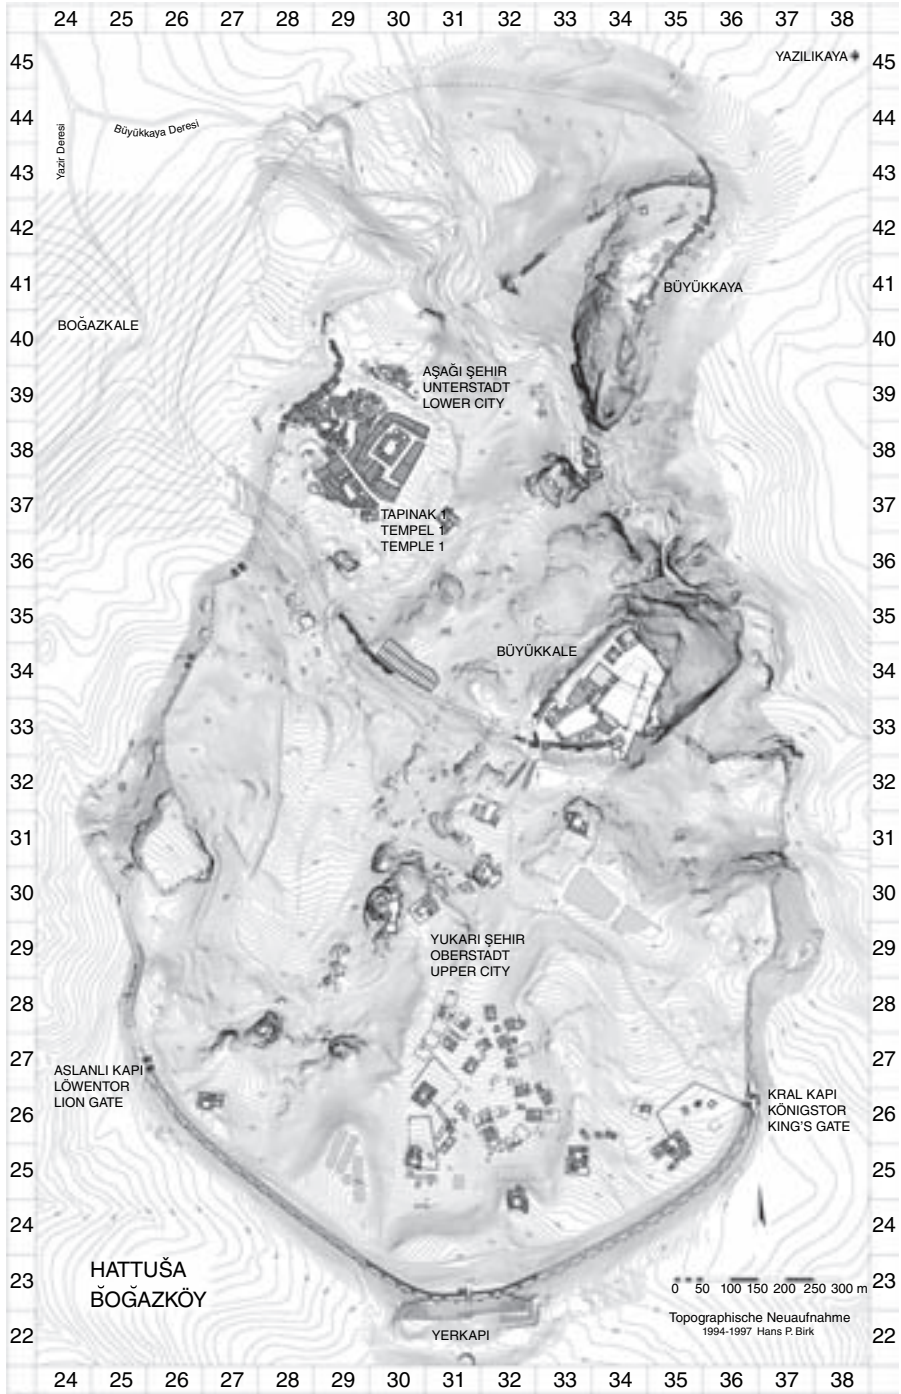 24 25 26 27 28 29 30 31 32 33 34 35 36 37 38
45 YAZILIKAYA 45
44 Büyükkaya Deresi 44
Yazir Deresi
43 43
42 42
41 BÜYÜKKAYA 41
BOĞAZKALE
40 40
AŞAĞI ŞEHIR
UNTERSTADT
LOWER CITY
39 39
38 38
37 37
TAPINAK 1
TEMPEL 1
TEMPLE 1
36 36
35 35
BÜYÜKKALE
34 34
33 33
32 32
31 31
30 30
29 29
YUKARI ŞEHIR
OBERSTADT
UPPER CITY
28 28
27 27
ASLANLI KAPI
LÖWENTOR
LION GATE
KRAL KAPI
KÖNIGSTOR
KING'S GATE
26 26
25 25
24 24
HATTUŠA
BOĞAZKÖY
23 23
0 50 100 150 200 250 300 m
Topographische Neuaufnahme
1994-1997 Hans P. Birk
22 YERKAPI 22
24 25 26 27 28 29 30 31 32 33 34 35 36 37 38